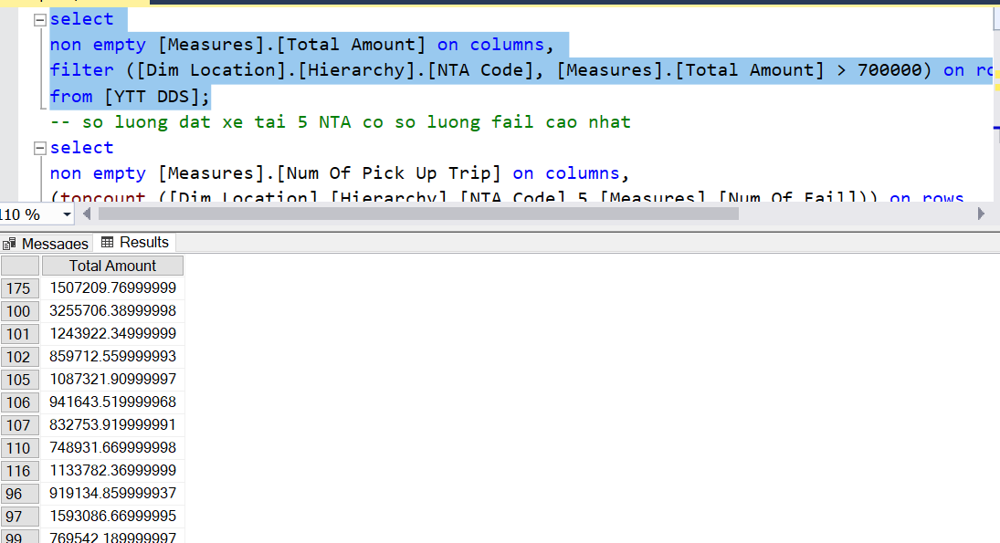 select
non empty [Measures].[Total Amount] on columns,
filter ([Dim Location].[Hierarchy].[NTA Code], [Measures].[Total Amount] > 700000) on ro
from [YTT DDS];
-- so luong dat xe tai 5 NTA co so luong fail cao nhat
select
non empty [Measures].[Num Of Pick Up Trip] on columns,
(topcount ([Dim Location].[Hierarchy].[NTA Code],5,[Measures].[Num Of Fail])) on rows
110 %
Messages Results
Total Amount
175 1507209.76999999
100 3255706.38999998
101 1243922.34999999
102 859712.559999993
105 1087321.90999997
106 941643.519999968
107 832753.919999991
110 748931.669999998
116 1133782.36999999
96 919134.859999937
97 1593086.66999995
99 769542.189999997